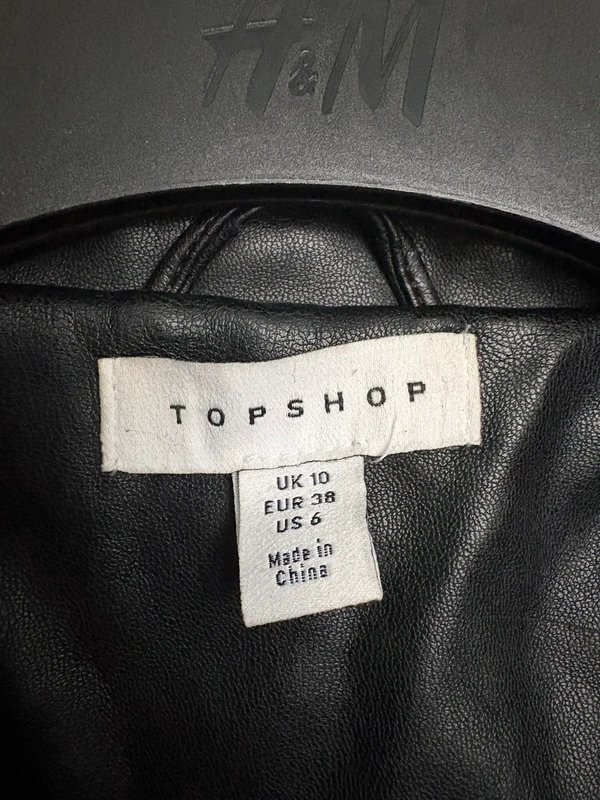 H&M
TOPSHOP
UK 10
EUR 38
US 6
Made in
China